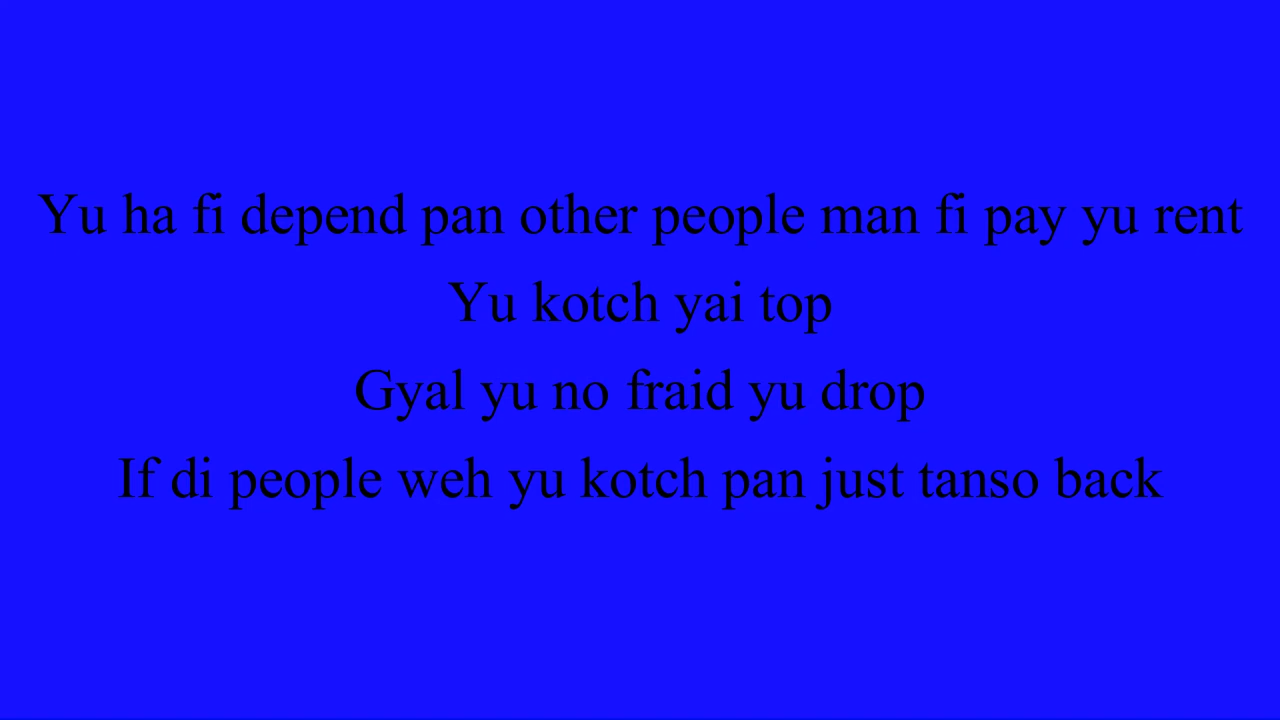 Yu ha fi depend pan other people man fi pay yu rent
Yu kotch yai top
Gyal yu no fraid yu drop
If di people weh yu kotch pan just tanso back